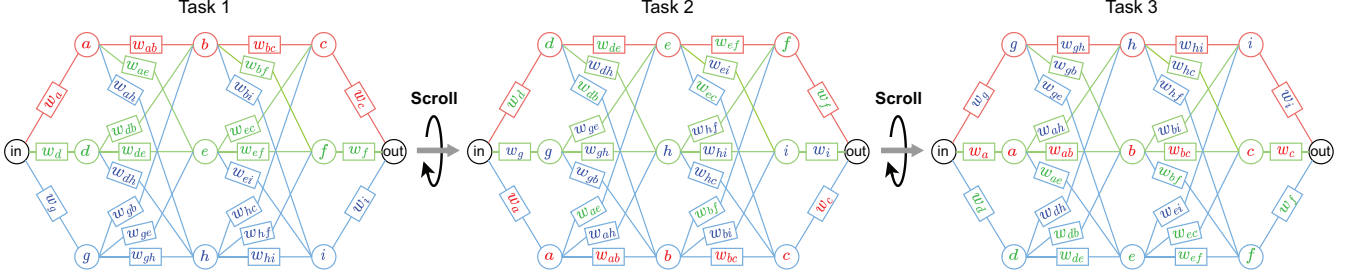 Task 1 Task 2 Task 3
a w_ab b w_bc c
w_ae w_bf
w_ah w_bi
w_a w_c
w_db w_ec
in w_d d w_de e w_ef f w_f out
w_dh w_ei
w_g w_i
w_gb w_hc
w_ge w_hf
g w_gh h w_hi i
Scroll
d w_de e w_ef f
w_dh w_ei
w_db w_ec
w_d w_f
w_ge w_hf
in w_g g w_gh h w_hi i w_i out
w_gb w_hc
w_a w_c
w_ae w_bf
w_ah w_bi
a w_ab b w_bc c
Scroll
g w_gh h w_hi i
w_gb w_hc
w_ge w_hf
w_g w_i
w_ah w_bi
in w_a a w_ab b w_bc c w_c out
w_ae w_bf
w_d w_f
w_dh w_ei
w_db w_ec
d w_de e w_ef f